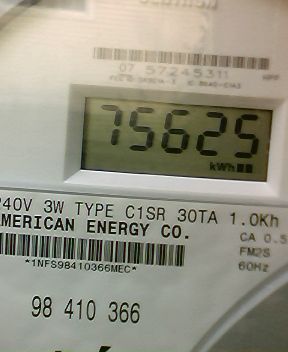 07 57245311
75625
kWh
240V 3W TYPE C1SR 30TA 1.0Kh
AMERICAN ENERGY CO.
CA 0.5
FM2S
60Hz
*1NFS98410366MEC*
98 410 366